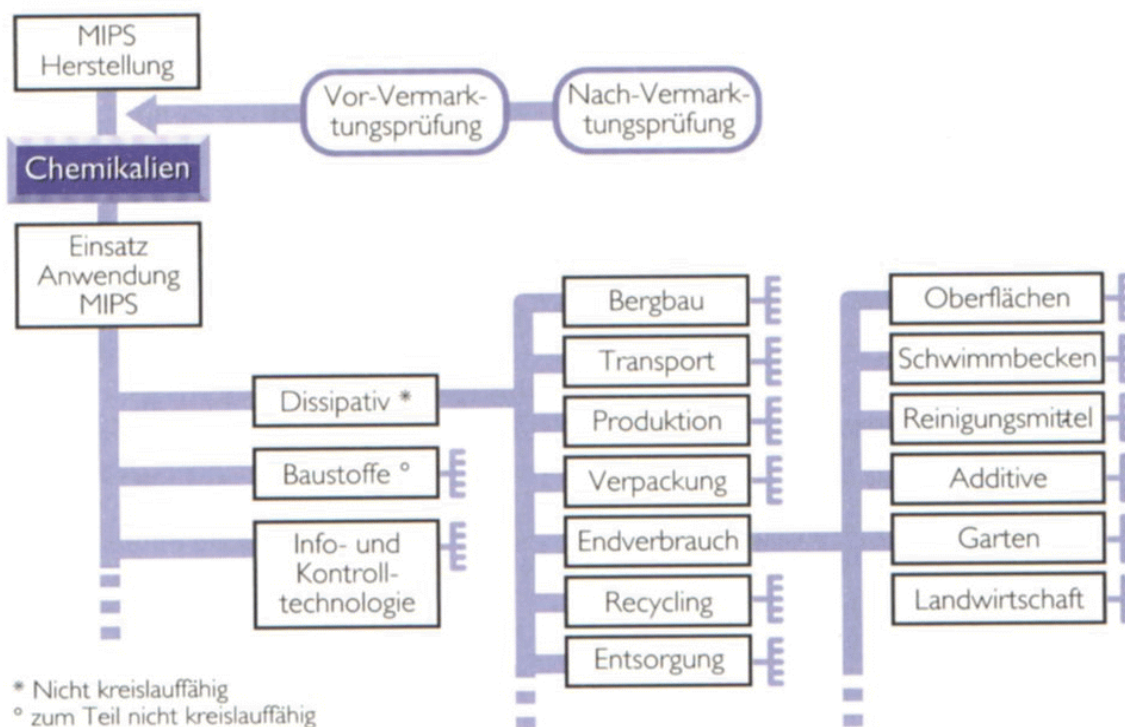 MIPS
Herstellung
Vor-Vermark-
tungsprüfung
Nach-Vermark-
tungsprüfung
Chemikalien
Einsatz
Anwendung
MIPS
Dissipativ *
Baustoffe °
Info- und
Kontroll-
technologie
Bergbau
Transport
Produktion
Verpackung
Endverbrauch
Recycling
Entsorgung
Oberflächen
Schwimmbecken
Reinigungsmittel
Additive
Garten
Landwirtschaft
* Nicht kreislauffähig
° zum Teil nicht kreislauffähig